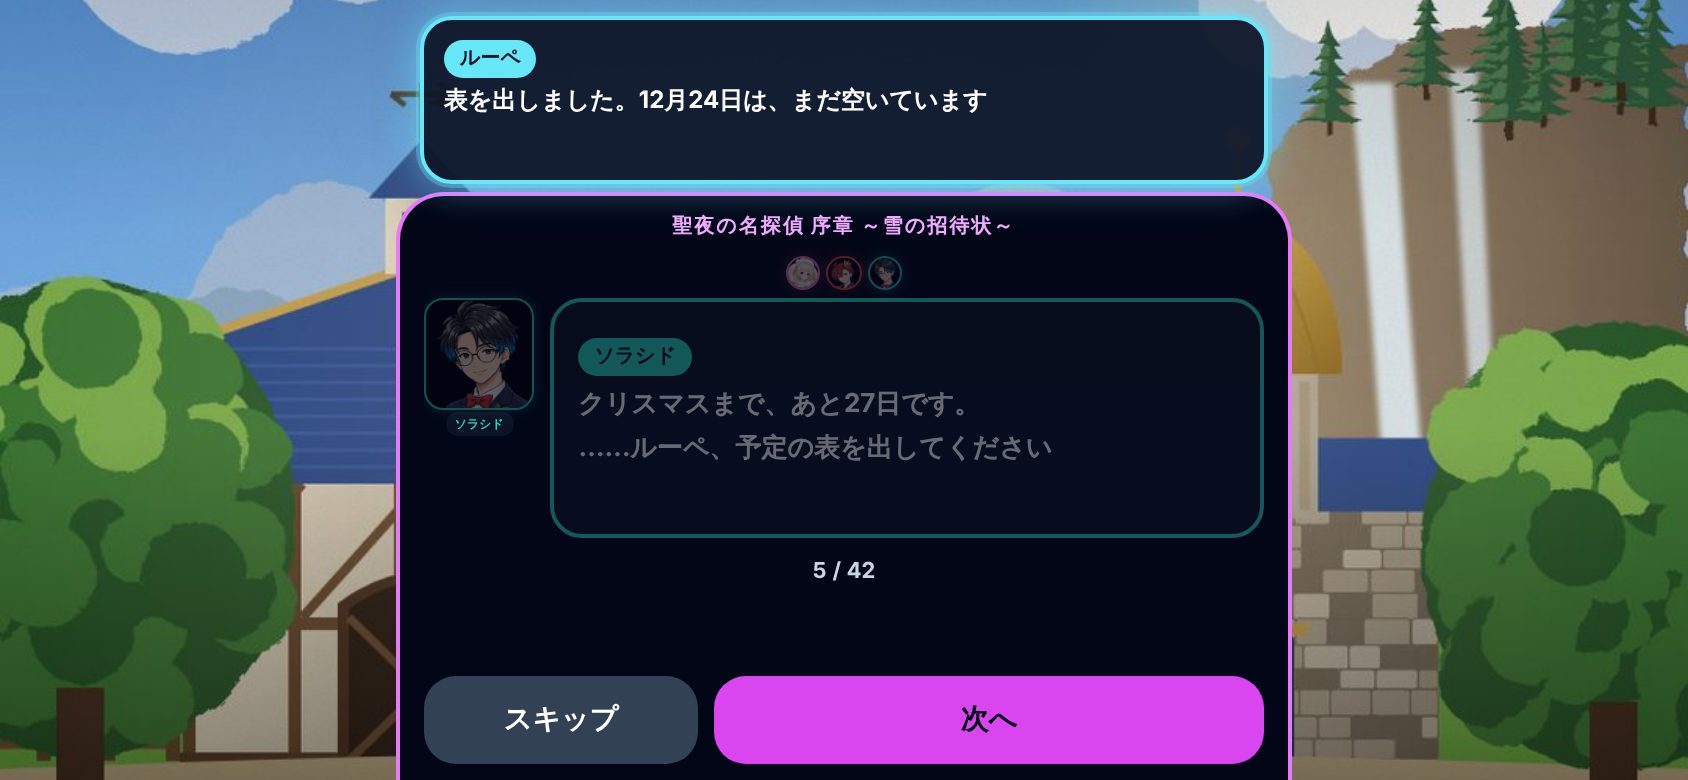 ルーペ
表を出しました。12月24日は、まだ空いています
聖夜の名探偵 序章 ～雪の招待状～
ソラシド
ソラシド
クリスマスまで、あと27日です。
……ルーペ、予定の表を出してください
5 / 42
スキップ
次へ